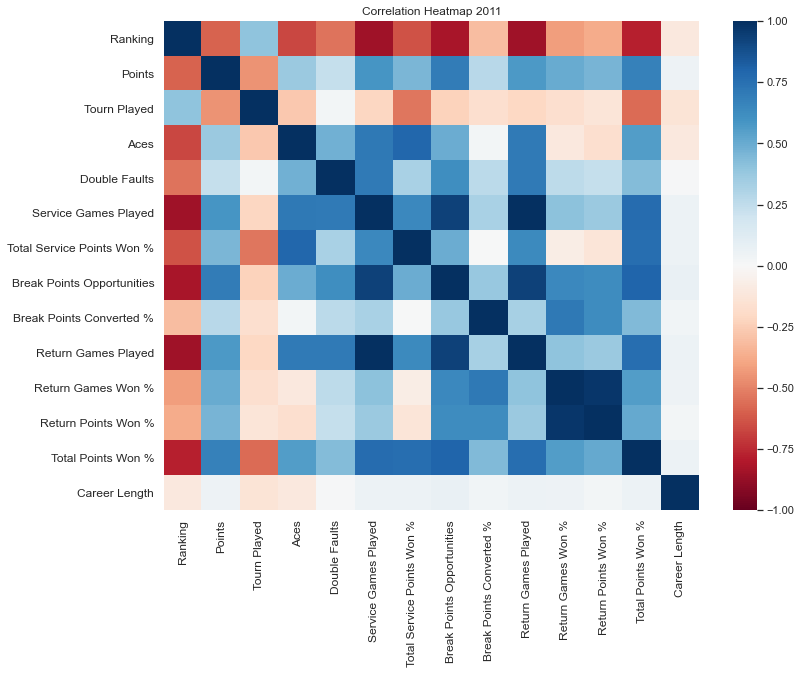 Correlation Heatmap 2011
Ranking
Points
Tourn Played
Aces
Double Faults
Service Games Played
Total Service Points Won %
Break Points Opportunities
Break Points Converted %
Return Games Played
Return Games Won %
Return Points Won %
Total Points Won %
Career Length
Ranking
Points
Tourn Played
Aces
Double Faults
Service Games Played
Total Service Points Won %
Break Points Opportunities
Break Points Converted %
Return Games Played
Return Games Won %
Return Points Won %
Total Points Won %
Career Length
1.00
0.75
0.50
0.25
0.00
−0.25
−0.50
−0.75
−1.00